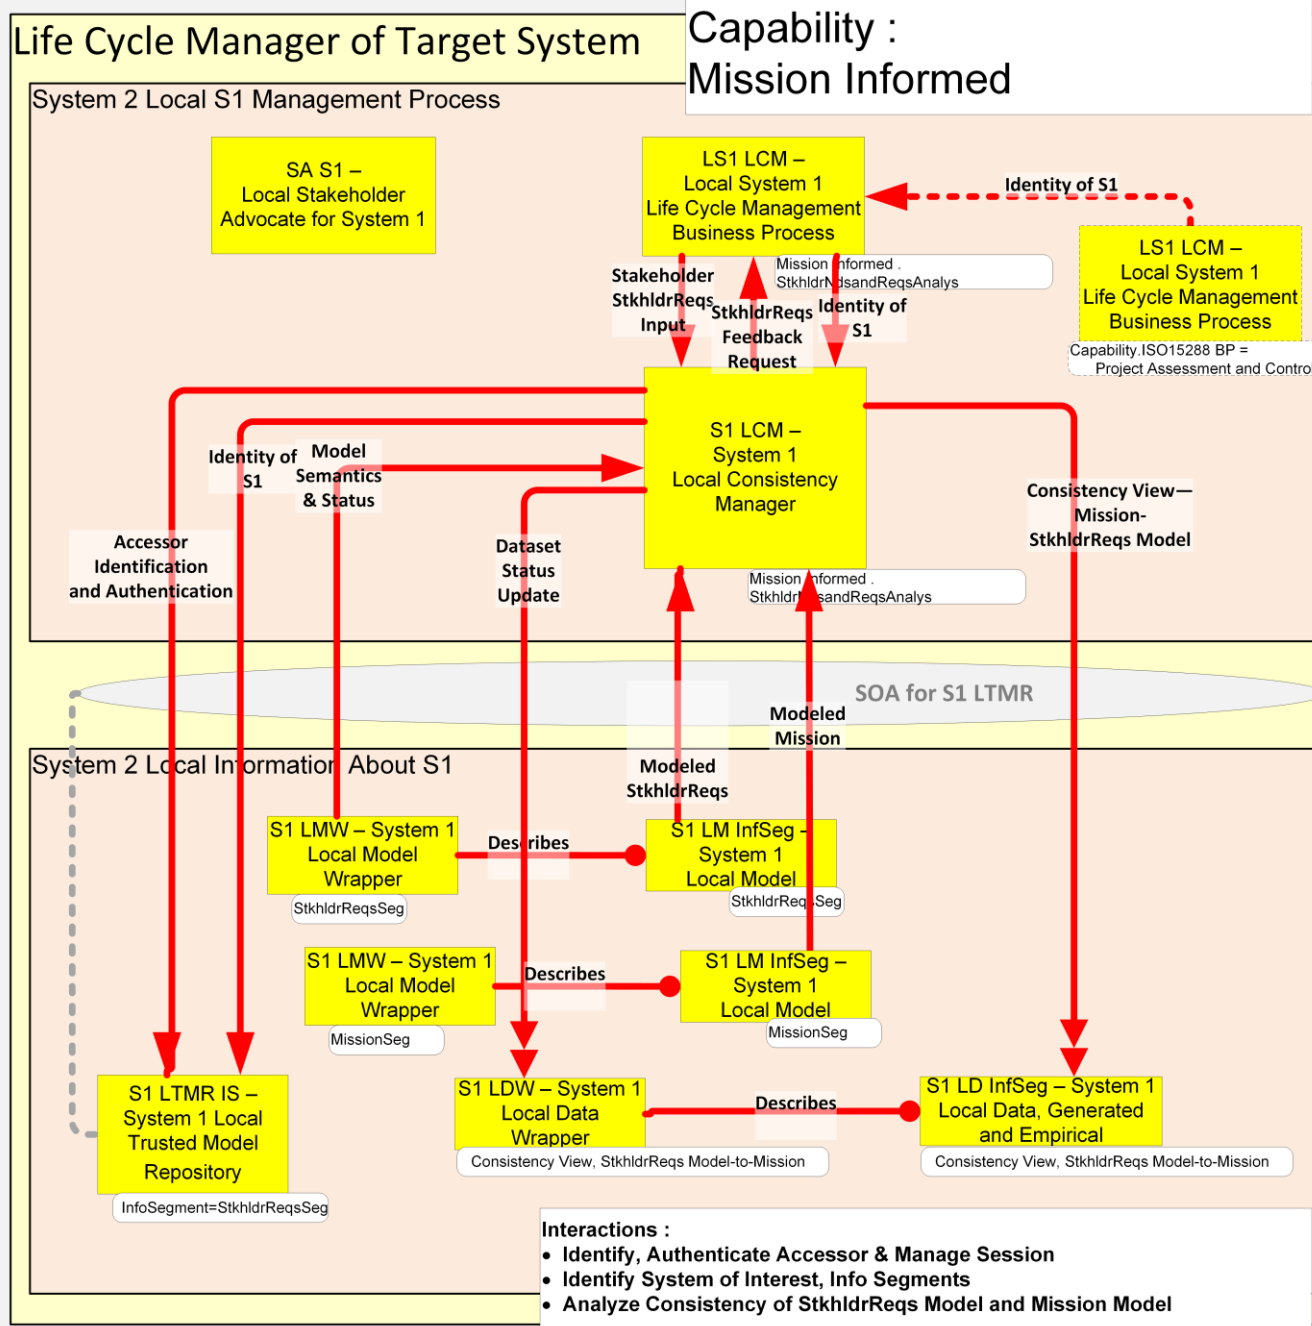 Life Cycle Manager of Target System
Capability :
Mission Informed
System 2 Local S1 Management Process
SA S1 –
Local Stakeholder
Advocate for System 1
LS1 LCM –
Local System 1
Life Cycle Management
Business Process
Identity of S1
LS1 LCM –
Local System 1
Life Cycle Management
Business Process
Mission Informed .
StkhldrNdsandReqsAnalys
Capability.ISO15288 BP =
Project Assessment and Control
Stakeholder
StkhldrReqs
Input
StkhldrReqs
Feedback
Request
Identity of
S1
S1 LCM –
System 1
Local Consistency
Manager
Mission Informed .
StkhldrNdsandReqsAnalys
Identity of
S1
Model
Semantics
& Status
Accessor
Identification
and Authentication
Dataset
Status
Update
Consistency View—
Mission-
StkhldrReqs Model
SOA for S1 LTMR
Modeled
Mission
Modeled
StkhldrReqs
System 2 Local Information About S1
S1 LMW – System 1
Local Model
Wrapper
StkhldrReqsSeg
Describes
S1 LM InfSeg –
System 1
Local Model
StkhldrReqsSeg
S1 LMW – System 1
Local Model
Wrapper
MissionSeg
Describes
S1 LM InfSeg –
System 1
Local Model
MissionSeg
S1 LTMR IS –
System 1 Local
Trusted Model
Repository
InfoSegment=StkhldrReqsSeg
S1 LDW – System 1
Local Data
Wrapper
Consistency View, StkhldrReqs Model-to-Mission
Describes
S1 LD InfSeg – System 1
Local Data, Generated
and Empirical
Consistency View, StkhldrReqs Model-to-Mission
Interactions :
• Identify, Authenticate Accessor & Manage Session
• Identify System of Interest, Info Segments
• Analyze Consistency of StkhldrReqs Model and Mission Model